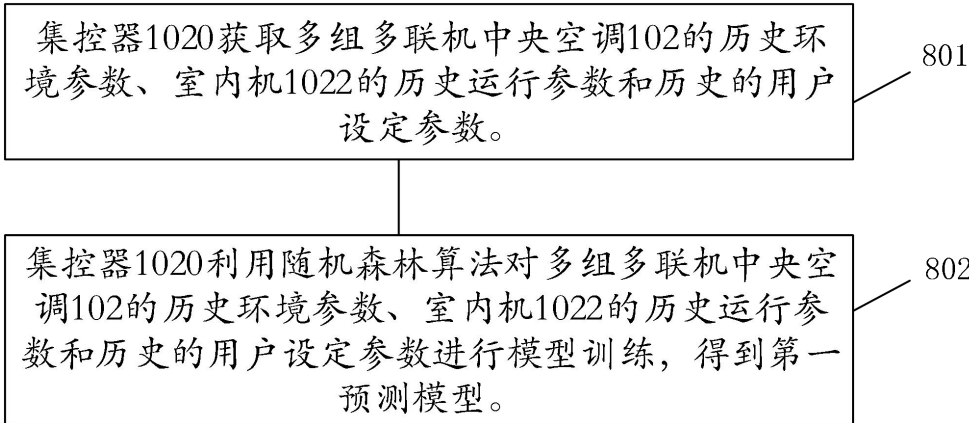 集控器1020获取多组多联机中央空调102的历史环
境参数、室内机1022的历史运行参数和历史的用户
设定参数。
801
集控器1020利用随机森林算法对多组多联机中央空
调102的历史环境参数、室内机1022的历史运行参
数和历史的用户设定参数进行模型训练，得到第一
预测模型。
802